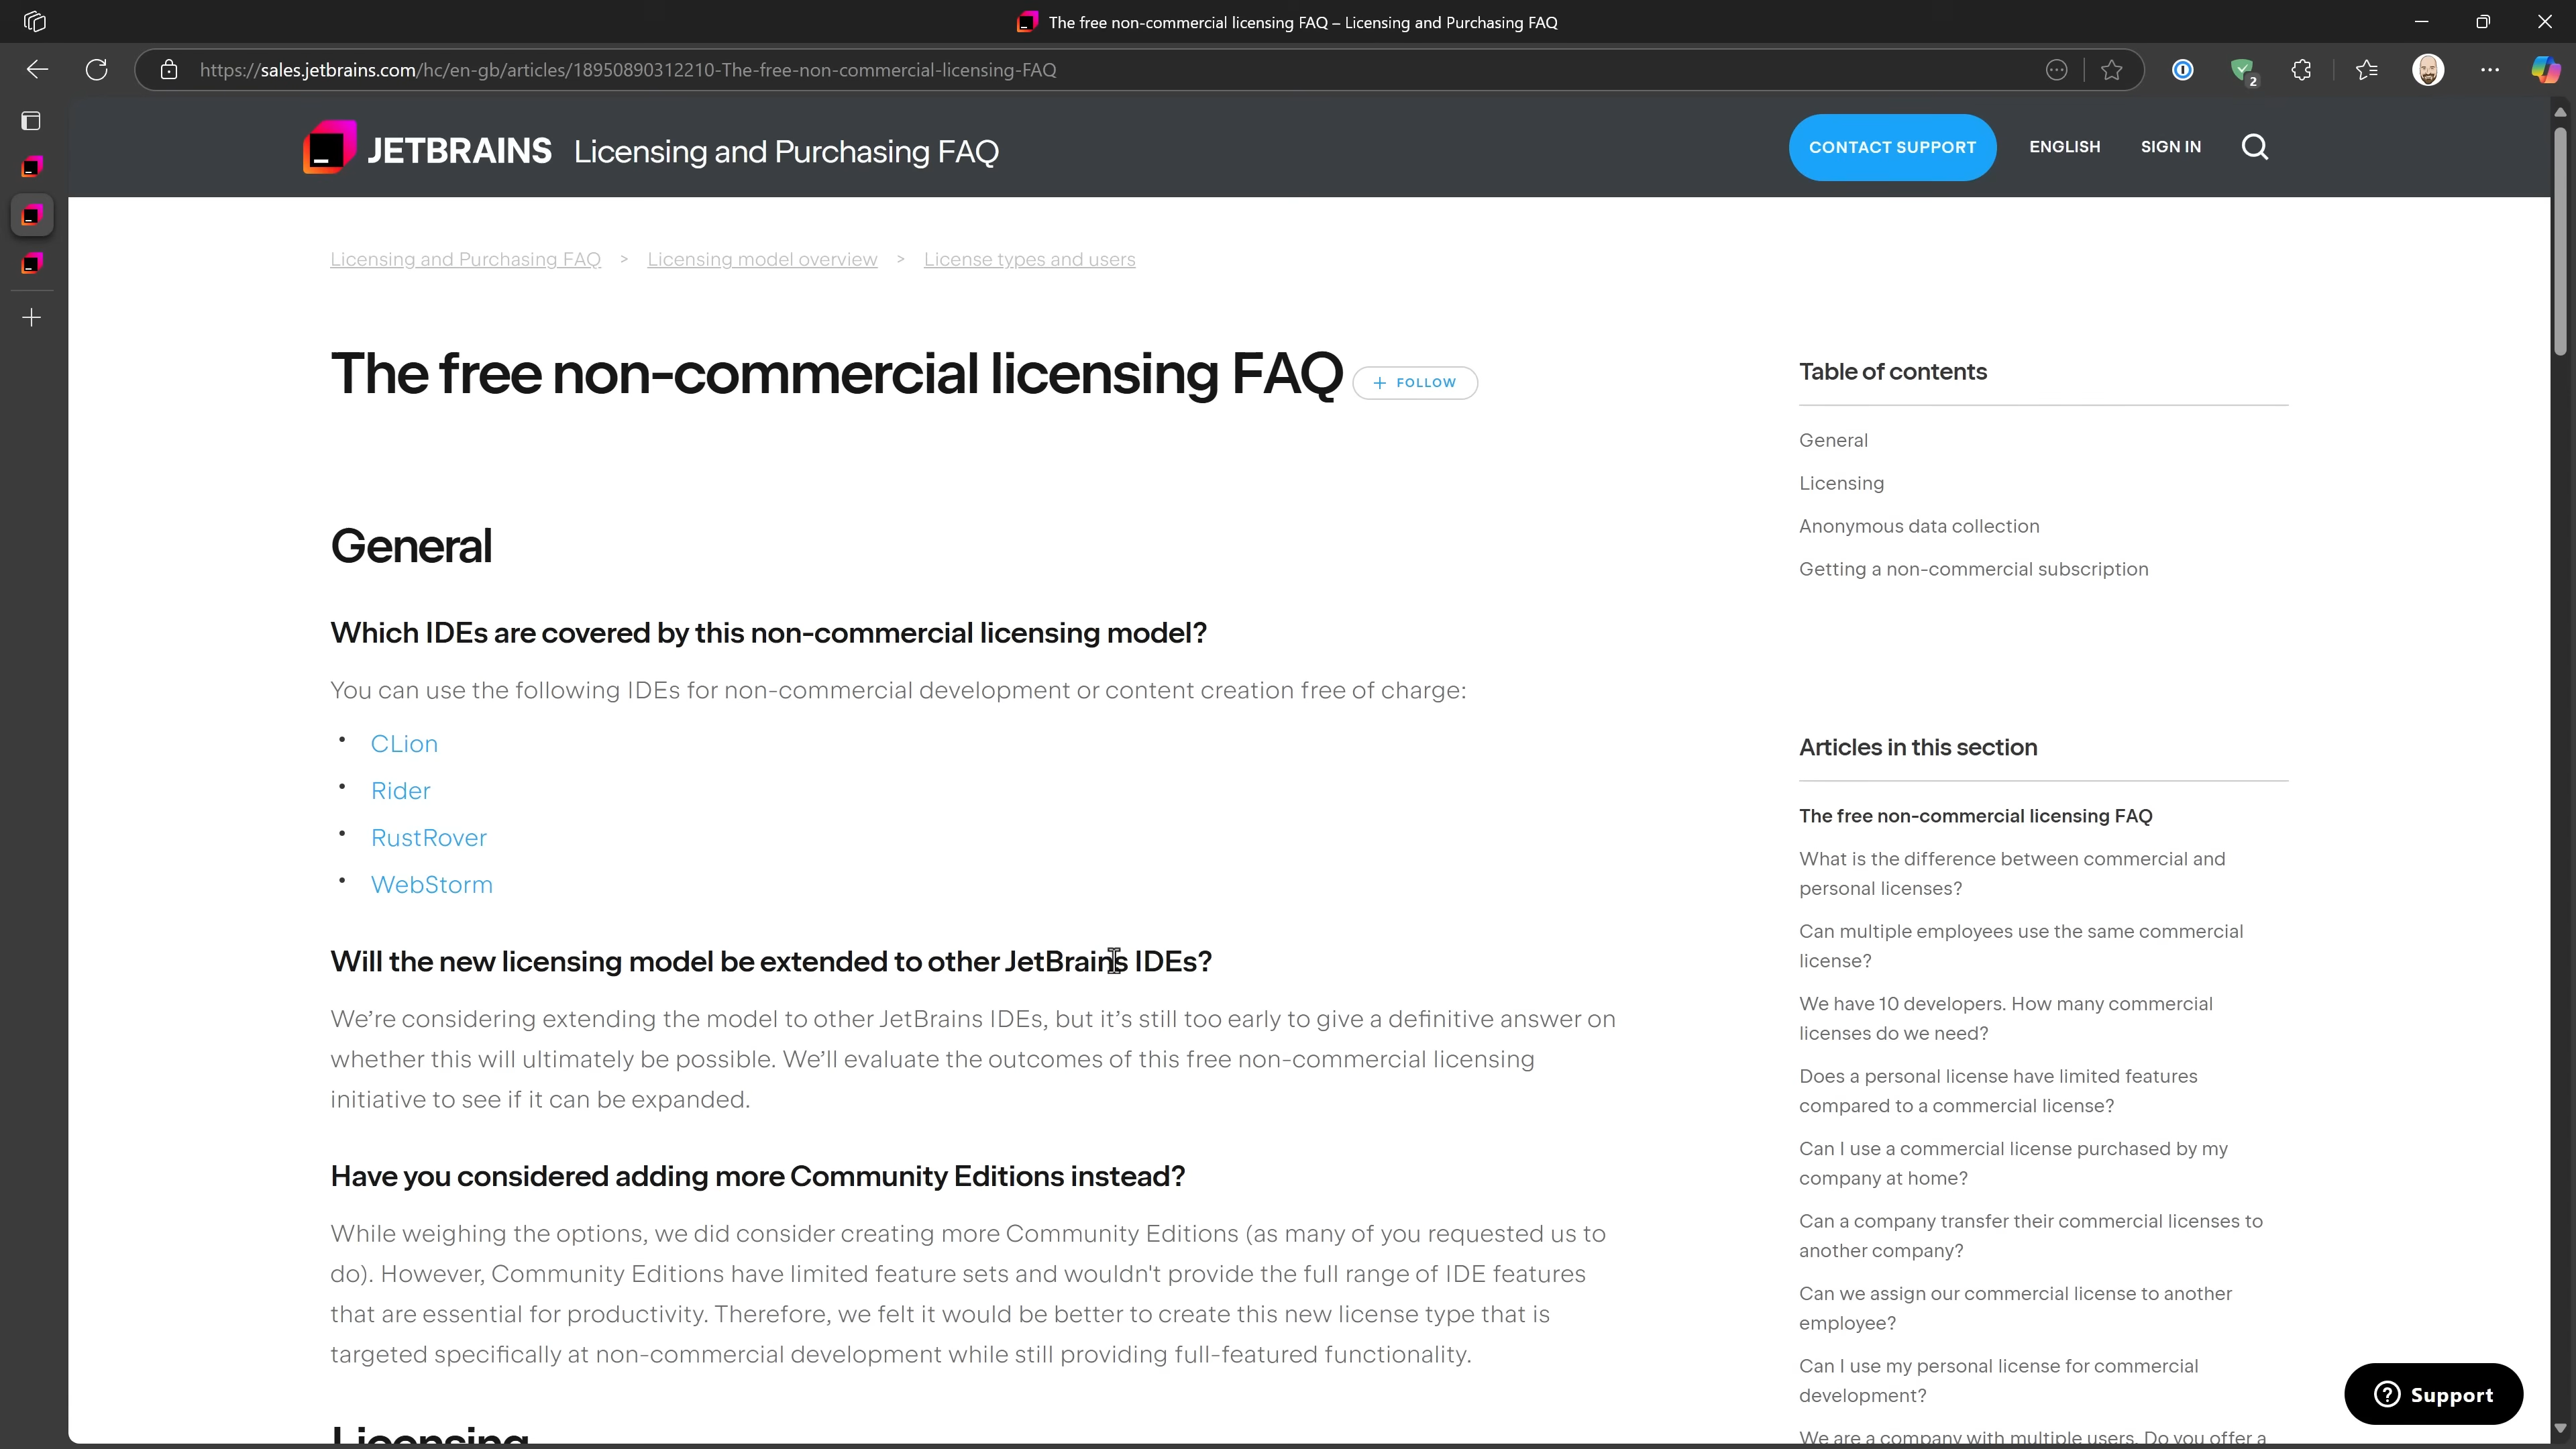 The free non-commercial licensing FAQ – Licensing and Purchasing FAQ
https://sales.jetbrains.com/hc/en-gb/articles/18950890312210-The-free-non-commercial-licensing-FAQ
2
JETBRAINS Licensing and Purchasing FAQ
CONTACT SUPPORT
ENGLISH
SIGN IN
Licensing and Purchasing FAQ > Licensing model overview > License types and users
The free non-commercial licensing FAQ
+ FOLLOW
General
Which IDEs are covered by this non-commercial licensing model?
You can use the following IDEs for non-commercial development or content creation free of charge:
• CLion
• Rider
• RustRover
• WebStorm
Will the new licensing model be extended to other JetBrains IDEs?
We’re considering extending the model to other JetBrains IDEs, but it’s still too early to give a definitive answer on
whether this will ultimately be possible. We’ll evaluate the outcomes of this free non-commercial licensing
initiative to see if it can be expanded.
Have you considered adding more Community Editions instead?
While weighing the options, we did consider creating more Community Editions (as many of you requested us to
do). However, Community Editions have limited feature sets and wouldn't provide the full range of IDE features
that are essential for productivity. Therefore, we felt it would be better to create this new license type that is
targeted specifically at non-commercial development while still providing full-featured functionality.
Licensing
Table of contents
General
Licensing
Anonymous data collection
Getting a non-commercial subscription
Articles in this section
The free non-commercial licensing FAQ
What is the difference between commercial and
personal licenses?
Can multiple employees use the same commercial
license?
We have 10 developers. How many commercial
licenses do we need?
Does a personal license have limited features
compared to a commercial license?
Can I use a commercial license purchased by my
company at home?
Can a company transfer their commercial licenses to
another company?
Can we assign our commercial license to another
employee?
Can I use my personal license for commercial
development?
We are a company with multiple users. Do you offer a
Support